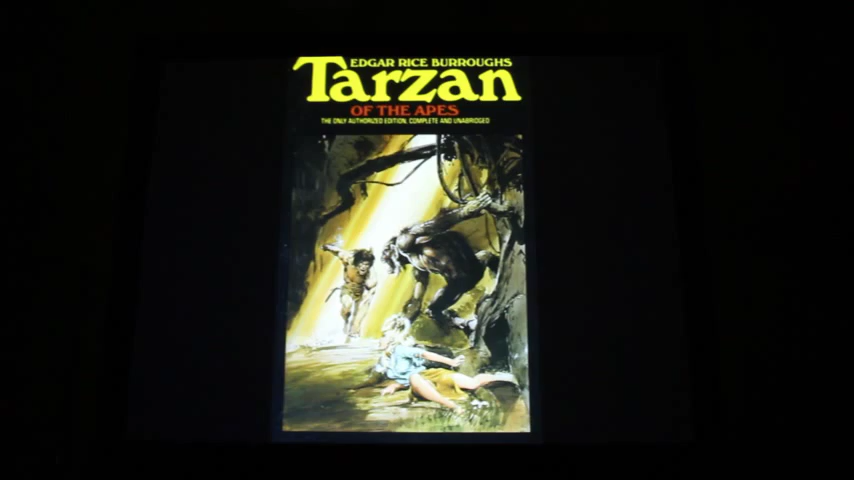 EDGAR RICE BURROUGHS
Tarzan
OF THE APES
THE ONLY AUTHORIZED EDITION, COMPLETE AND UNABRIDGED